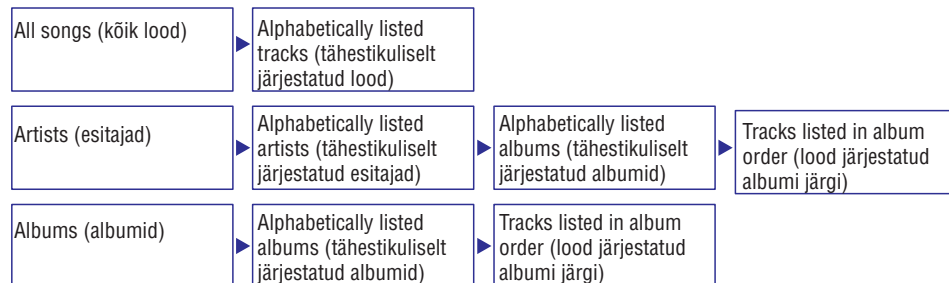 All songs (kõik lood)
Alphabetically listed
tracks (tähestikuliselt
järjestatud lood)
Artists (esitajad)
Alphabetically listed
artists (tähestikuliselt
järjestatud esitajad)
Alphabetically listed
albums (tähestikuliselt
järjestatud albumid)
Tracks listed in album
order (lood järjestatud
albumi järgi)
Albums (albumid)
Alphabetically listed
albums (tähestikuliselt
järjestatud albumid)
Tracks listed in album
order (lood järjestatud
albumi järgi)